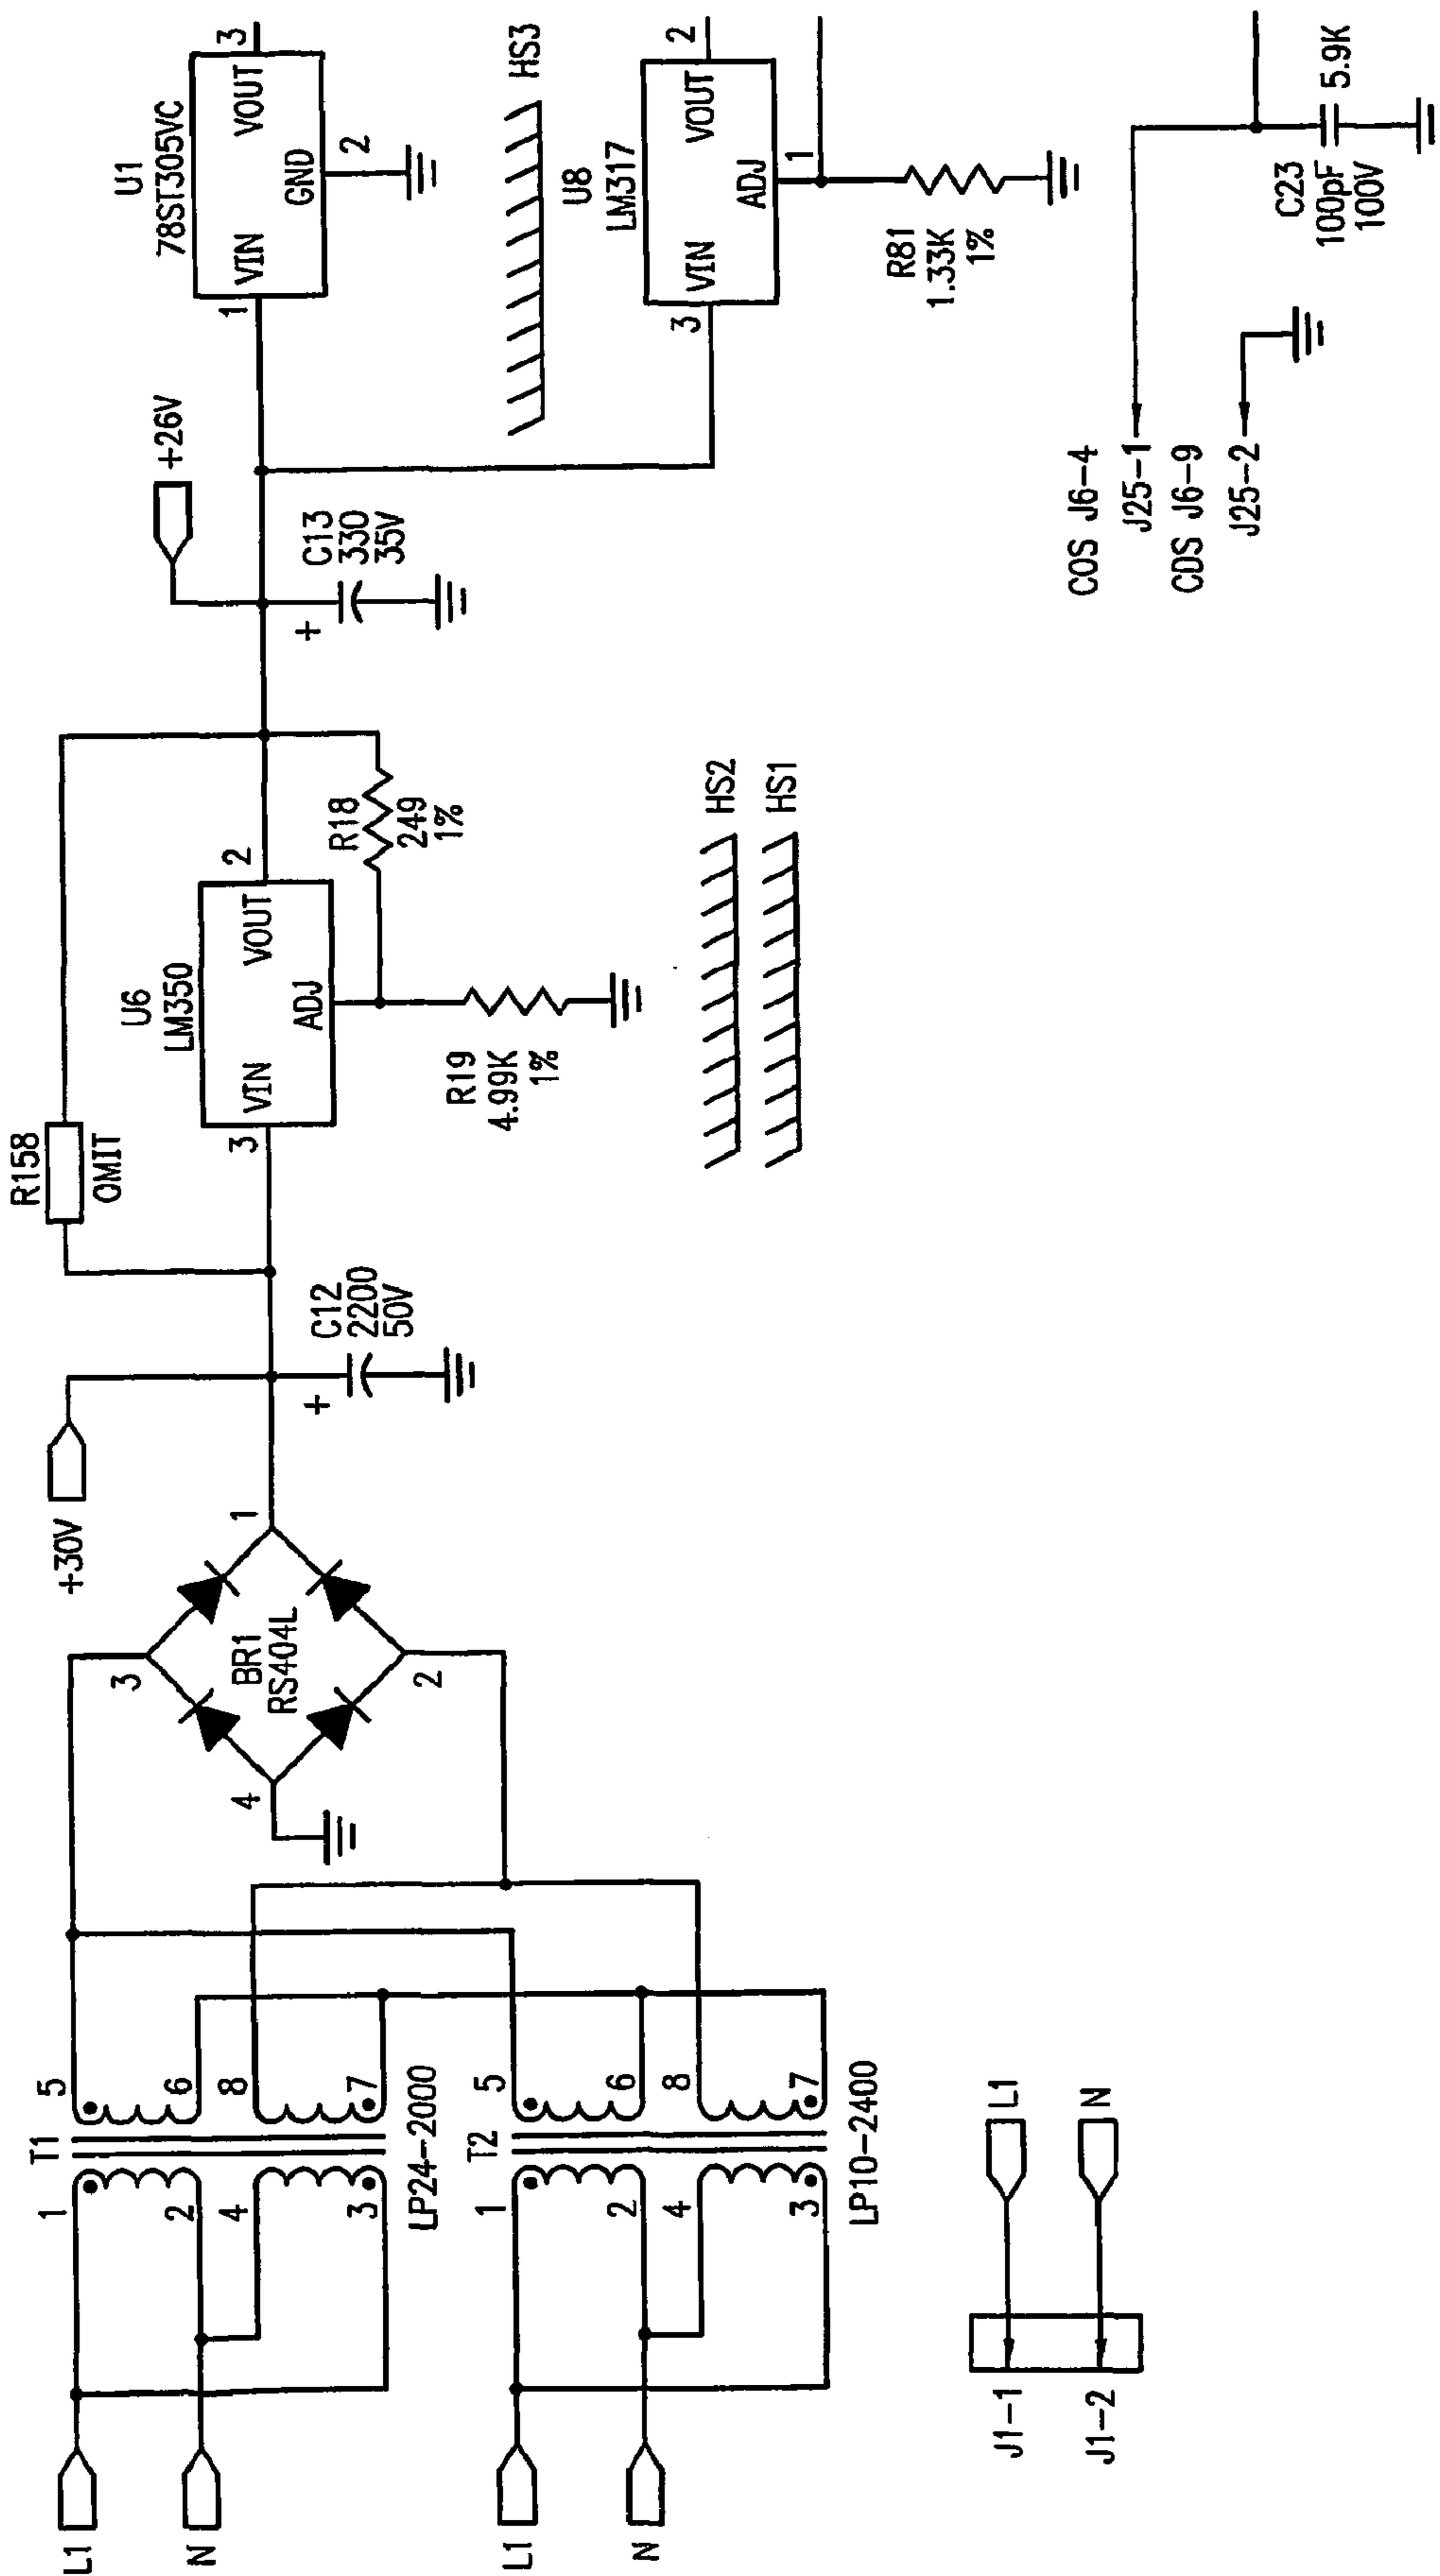 R158
OMIT
+30V
+26V
U1
78ST305VC
1
VIN
VOUT
3
GND
2
U6
LM350
3
VIN
VOUT
2
ADJ
R18
249
1%
R19
4.99K
1%
C12
2200
50V
+
C13
330
35V
+
HS3
HS2
HS1
U8
LM317
3
VIN
VOUT
2
ADJ
1
R81
1.33K
1%
BR1
RS404L
1
2
3
4
T1
1
2
4
3
5
6
8
7
LP24-2000
T2
1
2
4
3
5
6
8
7
LP10-2400
L1
N
L1
N
J1-1
L1
J1-2
N
COS J6-4
J25-1
CDS J6-9
J25-2
C23
100pF
100V
5.9K